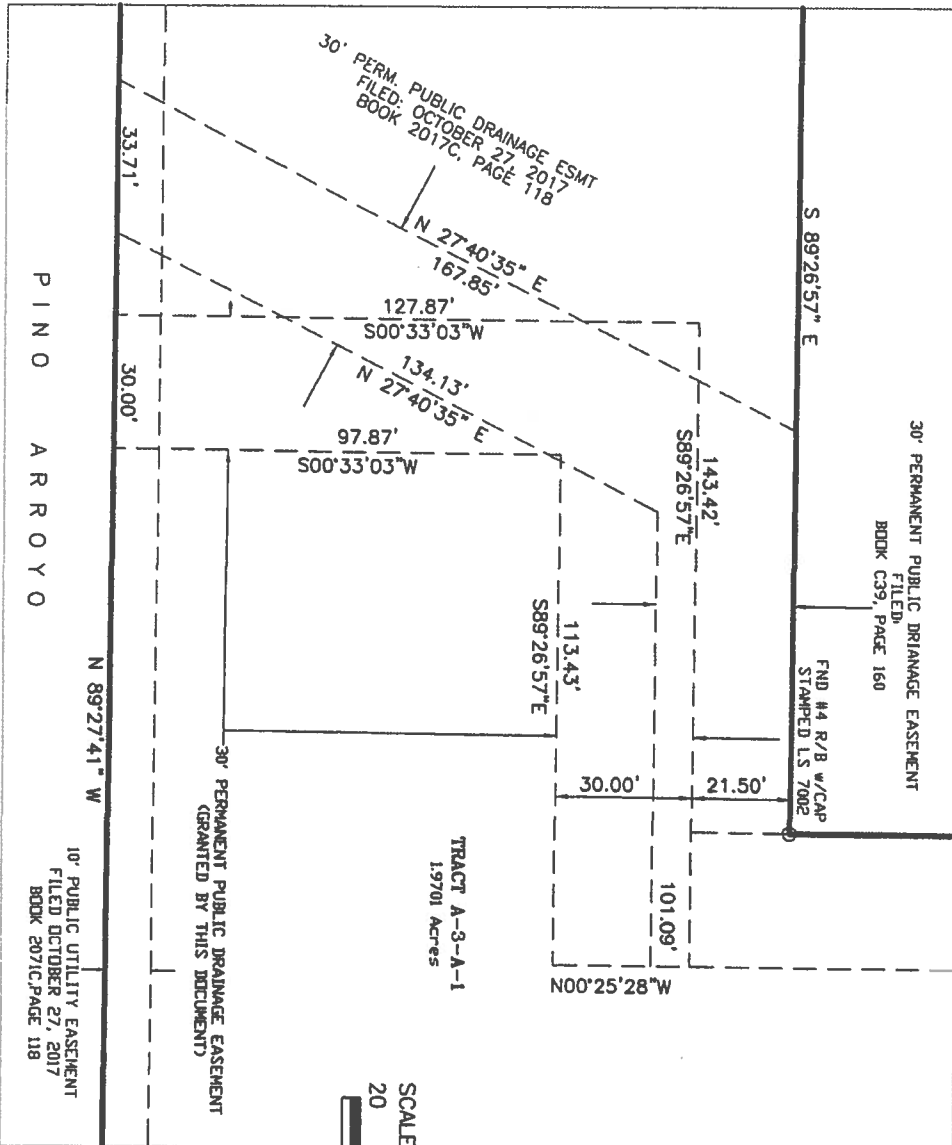 30' PERM. PUBLIC DRAINAGE ESMT
FILED: OCTOBER 27, 2017
BOOK 2017C, PAGE 118
S 89°26'57" E
30' PERMANENT PUBLIC DRIANAGE EASEMENT
FILED:
BOOK C39, PAGE 160
FND #4 R/B w/CAP
STAMPED LS 7002
N 27°40'35" E
167.85'
33.71'
127.87'
S00°33'03"W
134.13'
N 27°40'35" E
30.00'
97.87'
S00°33'03"W
143.42'
S89°26'57"E
113.43'
S89°26'57"E
30.00'
21.50'
101.09'
N00°25'28"W
TRACT A-3-A-1
1.9701 Acres
PINO ARROYO
N 89°27'41" W
30' PERMANENT PUBLIC DRAINAGE EASEMENT
(GRANTED BY THIS DOCUMENT)
10' PUBLIC UTILITY EASEMENT
FILED OCTOBER 27, 2017
BOOK 2071C,PAGE 118
SCALE
20